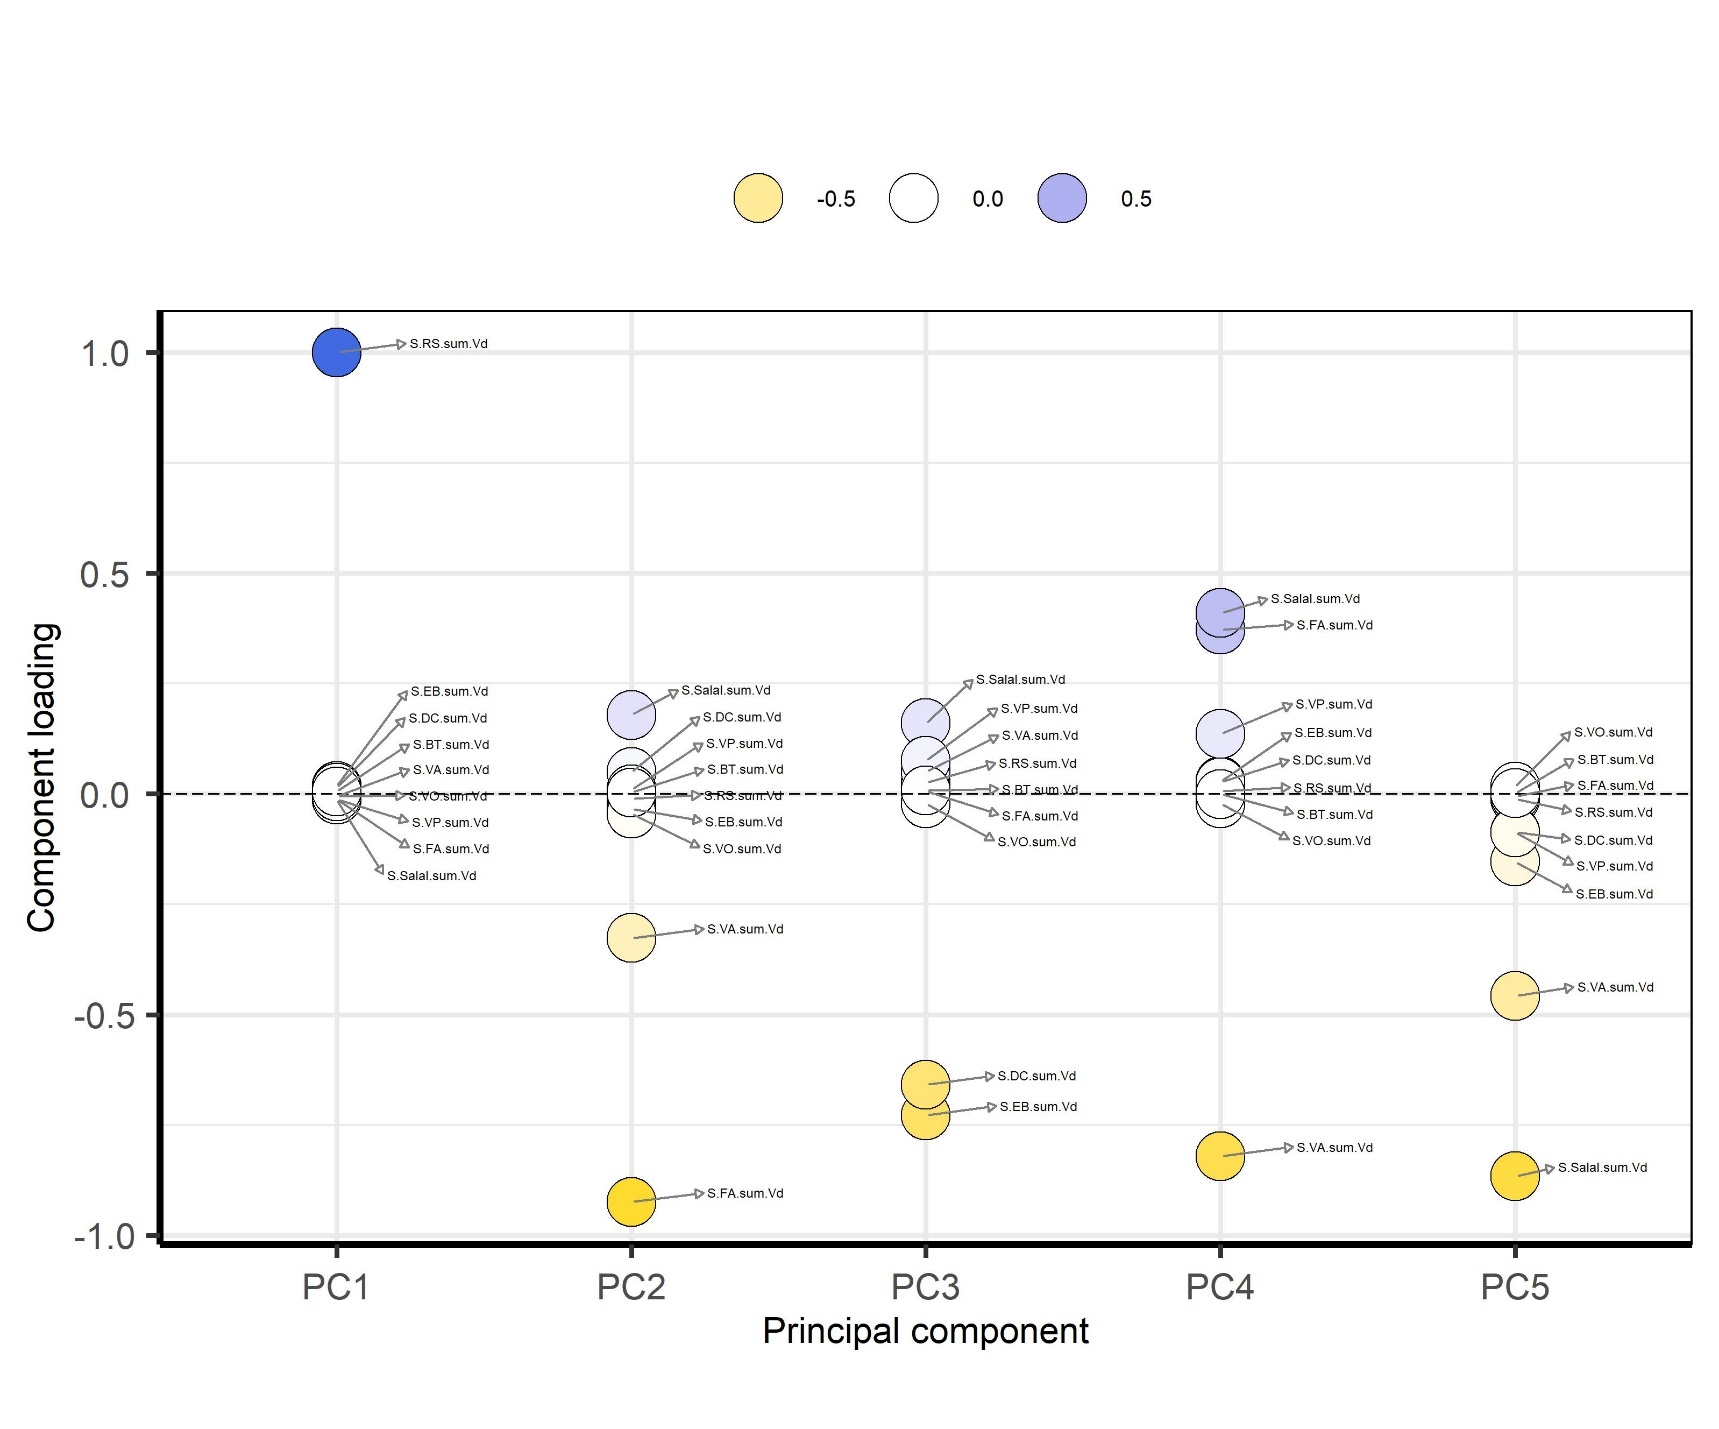 -0.5 0.0 0.5
Component loading
1.0
0.5
0.0
-0.5
-1.0
S.RS.sum.Vd
S.EB.sum.Vd
S.DC.sum.Vd
S.BT.sum.Vd
S.VA.sum.Vd
S.VO.sum.Vd
S.VP.sum.Vd
S.FA.sum.Vd
S.Salal.sum.Vd
S.Salal.sum.Vd
S.DC.sum.Vd
S.VP.sum.Vd
S.BT.sum.Vd
S.RS.sum.Vd
S.EB.sum.Vd
S.VO.sum.Vd
S.VA.sum.Vd
S.FA.sum.Vd
S.Salal.sum.Vd
S.VP.sum.Vd
S.VA.sum.Vd
S.RS.sum.Vd
S.BT.sum.Vd
S.FA.sum.Vd
S.VO.sum.Vd
S.DC.sum.Vd
S.EB.sum.Vd
S.Salal.sum.Vd
S.FA.sum.Vd
S.VP.sum.Vd
S.EB.sum.Vd
S.DC.sum.Vd
S.RS.sum.Vd
S.BT.sum.Vd
S.VO.sum.Vd
S.VA.sum.Vd
S.VO.sum.Vd
S.BT.sum.Vd
S.FA.sum.Vd
S.RS.sum.Vd
S.DC.sum.Vd
S.VP.sum.Vd
S.EB.sum.Vd
S.VA.sum.Vd
S.Salal.sum.Vd
PC1 PC2 PC3 PC4 PC5
Principal component